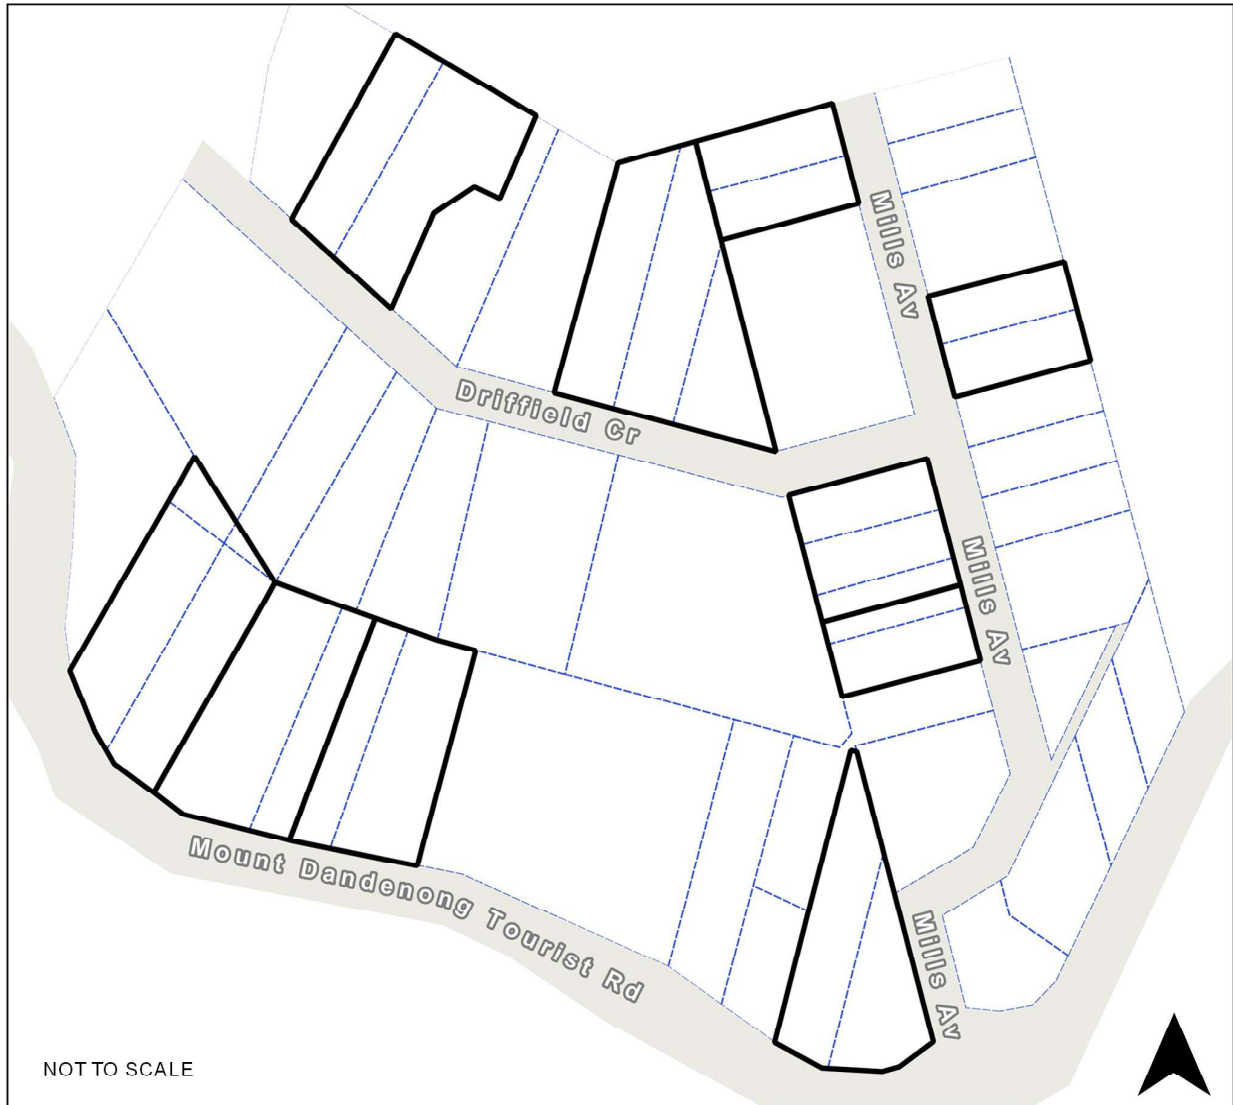 Mills Av
Driffield Cr
Mills Av
Mount Dandenong Tourist Rd
Mills Av
NOT TO SCALE